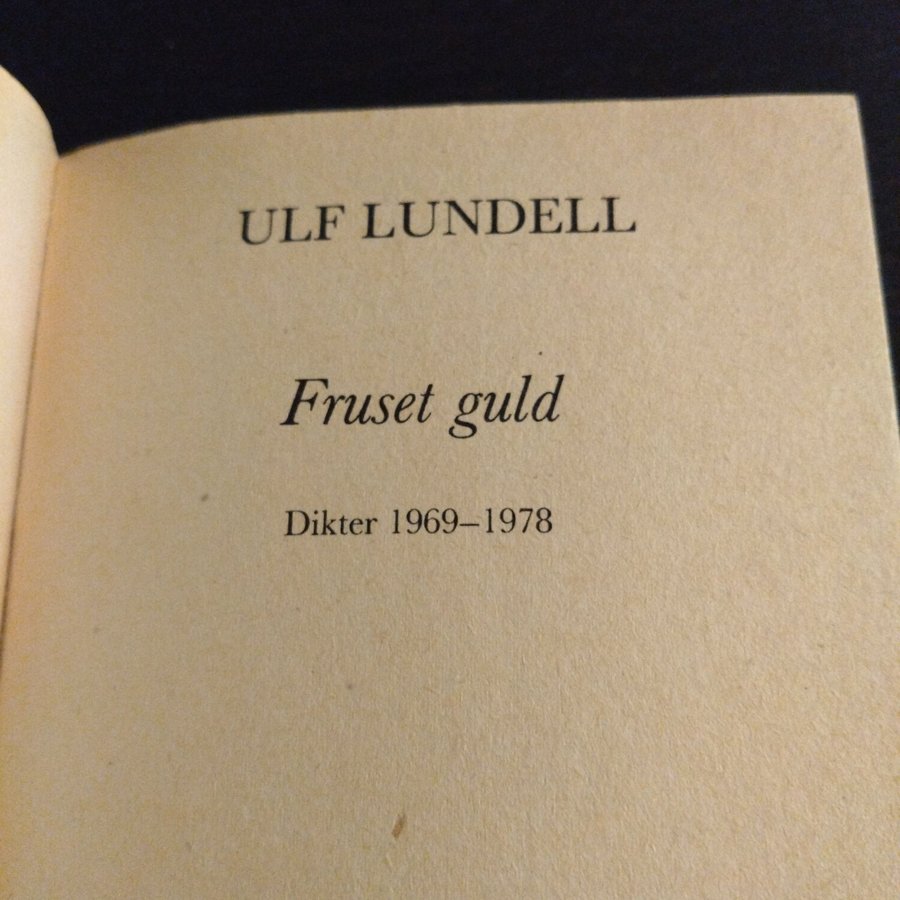 ULF LUNDELL
Fruset guld
Dikter 1969–1978